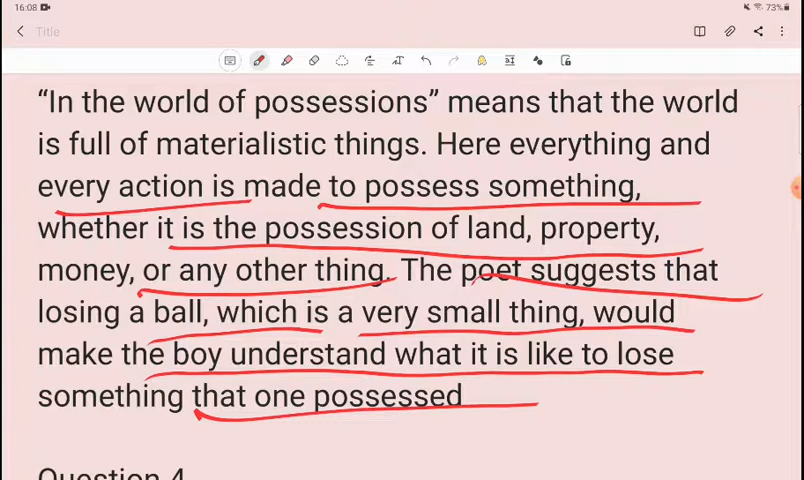 16:08
73%
Title
“In the world of possessions” means that the world
is full of materialistic things. Here everything and
every action is made to possess something,
whether it is the possession of land, property,
money, or any other thing. The poet suggests that
losing a ball, which is a very small thing, would
make the boy understand what it is like to lose
something that one possessed
Question 4